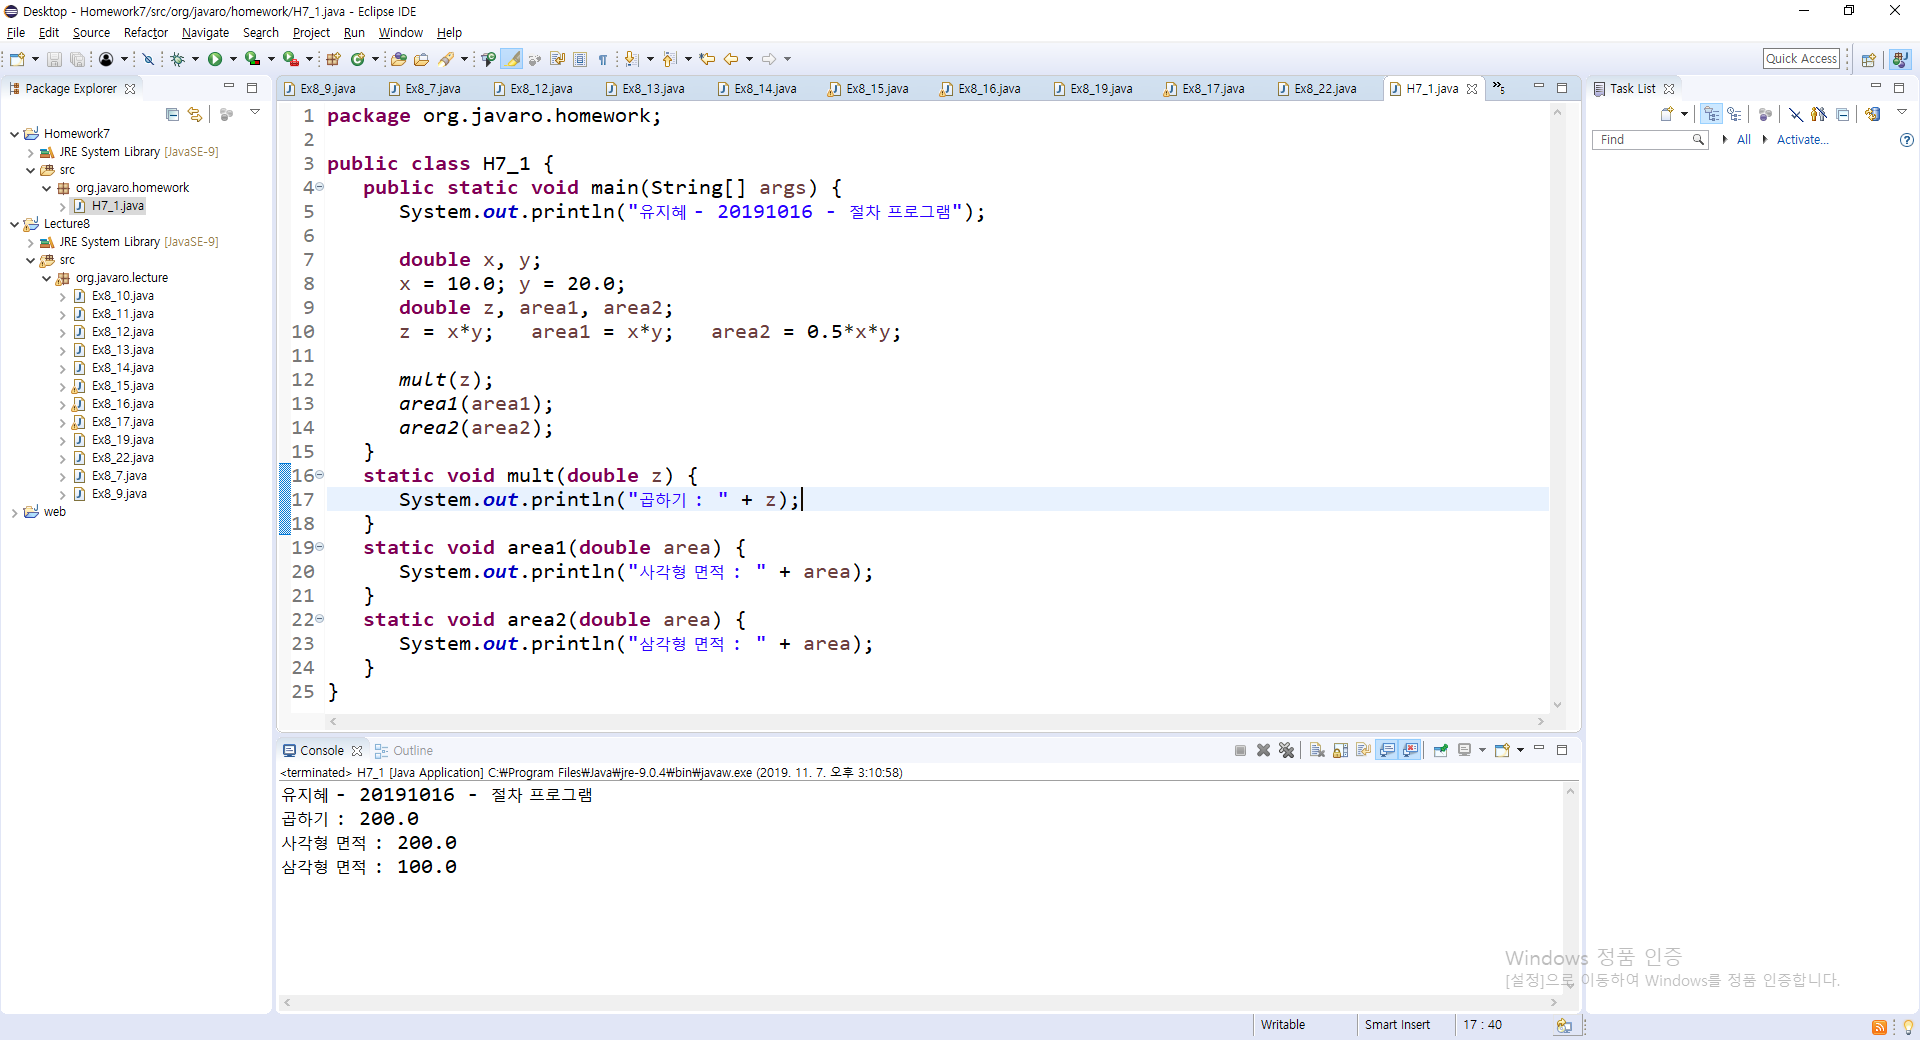 Desktop - Homework7/src/org/javaro/homework/H7_1.java - Eclipse IDE
File Edit Source Refactor Navigate Search Project Run Window Help
Quick Access
Package Explorer
Homework7
JRE System Library [JavaSE-9]
src
org.javaro.homework
H7_1.java
Lecture8
JRE System Library [JavaSE-9]
src
org.javaro.lecture
Ex8_10.java
Ex8_11.java
Ex8_12.java
Ex8_13.java
Ex8_14.java
Ex8_15.java
Ex8_16.java
Ex8_17.java
Ex8_19.java
Ex8_22.java
Ex8_7.java
Ex8_9.java
web
Ex8_9.java Ex8_7.java Ex8_12.java Ex8_13.java Ex8_14.java Ex8_15.java Ex8_16.java Ex8_19.java Ex8_17.java Ex8_22.java H7_1.java »5
1 package org.javaro.homework;
2
3 public class H7_1 {
4 public static void main(String[] args) {
5 System.out.println("유지혜 - 20191016 - 절차 프로그램");
6
7 double x, y;
8 x = 10.0; y = 20.0;
9 double z, area1, area2;
10 z = x*y; area1 = x*y; area2 = 0.5*x*y;
11
12 mult(z);
13 area1(area1);
14 area2(area2);
15 }
16 static void mult(double z) {
17 System.out.println("곱하기 : " + z);
18 }
19 static void area1(double area) {
20 System.out.println("사각형 면적 : " + area);
21 }
22 static void area2(double area) {
23 System.out.println("삼각형 면적 : " + area);
24 }
25 }
Console Outline
<terminated> H7_1 [Java Application] C:₩Program Files₩Java₩jre-9.0.4₩bin₩javaw.exe (2019. 11. 7. 오후 3:10:58)
유지혜 - 20191016 - 절차 프로그램
곱하기 : 200.0
사각형 면적 : 200.0
삼각형 면적 : 100.0
Task List
Find All Activate...
Windows 정품 인증
[설정]으로 이동하여 Windows를 정품 인증합니다.
Writable Smart Insert 17 : 40